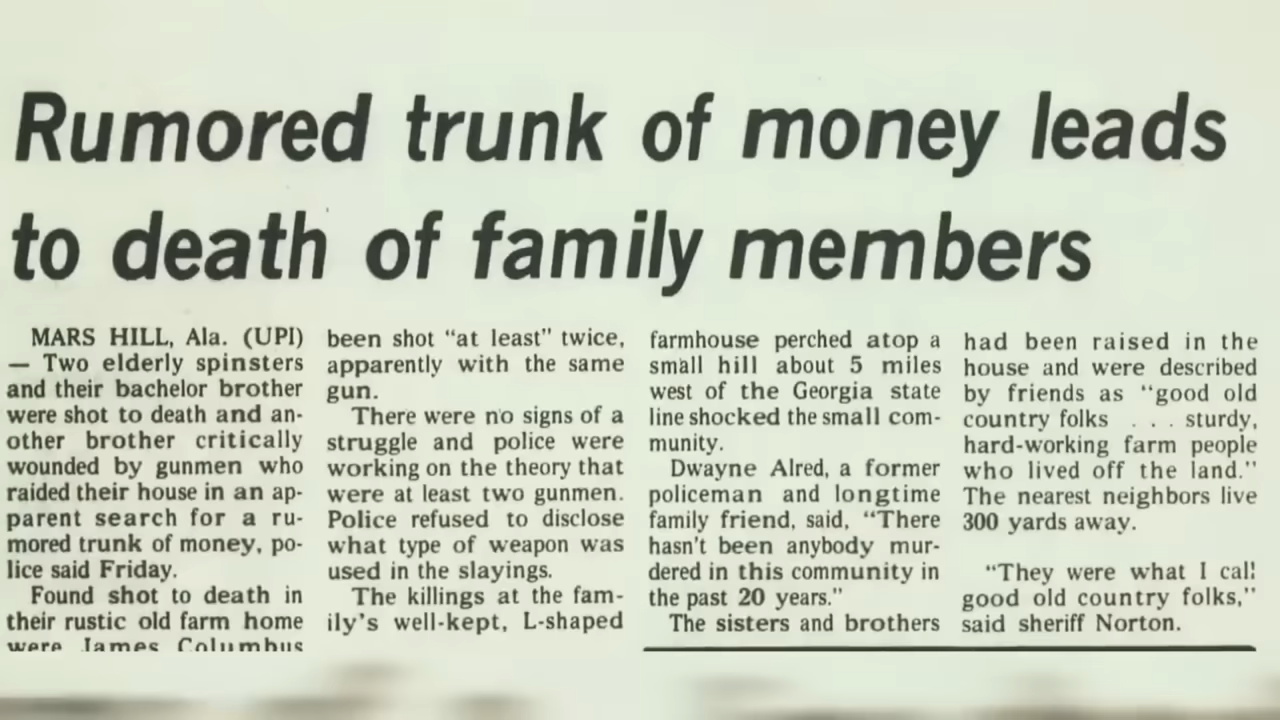 Rumored trunk of money leads
to death of family members
MARS HILL, Ala. (UPI)
— Two elderly spinsters
and their bachelor brother
were shot to death and an-
other brother critically
wounded by gunmen who
raided their house in an ap-
parent search for a ru-
mored trunk of money, po-
lice said Friday.
Found shot to death in
their rustic old farm home
were James Columbus
been shot "at least" twice,
apparently with the same
gun.
There were no signs of a
struggle and police were
working on the theory that
were at least two gunmen.
Police refused to disclose
what type of weapon was
used in the slayings.
The killings at the fam-
ily's well-kept, L-shaped
farmhouse perched atop a
small hill about 5 miles
west of the Georgia state
line shocked the small com-
munity.
Dwayne Alred, a former
policeman and longtime
family friend, said, "There
hasn't been anybody mur-
dered in this community in
the past 20 years."
The sisters and brothers
had been raised in the
house and were described
by friends as "good old
country folks . . . sturdy,
hard-working farm people
who lived off the land."
The nearest neighbors live
300 yards away.
"They were what I call
good old country folks,"
said sheriff Norton.